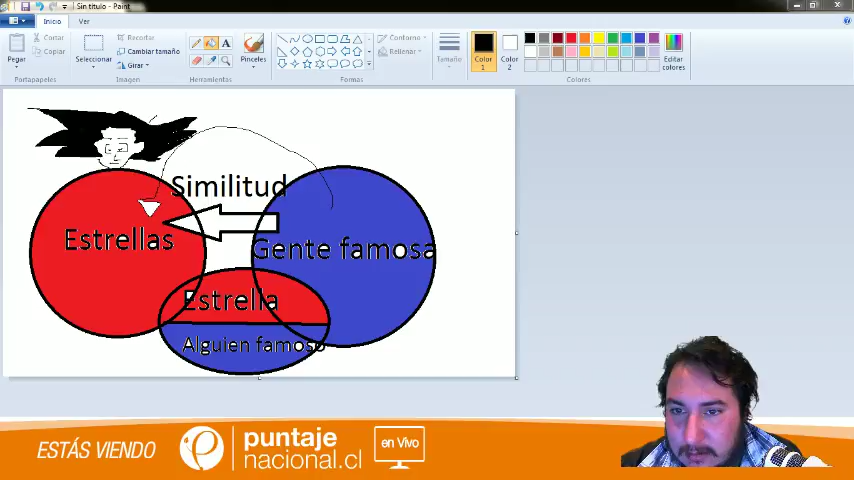 Sin título - Paint
Inicio
Ver
Pegar
Cortar
Copiar
Portapapeles
Seleccionar
Recortar
Cambiar tamaño
Girar
Imagen
A
Herramientas
Pinceles
Contorno
Rellenar
Formas
Tamaño
Color
1
Color
2
Editar
colores
Colores
Similitud
Estrellas
Gente famosa
Estrella
Alguien famoso
ESTÁS VIENDO
puntaje
nacional.cl
en Vivo